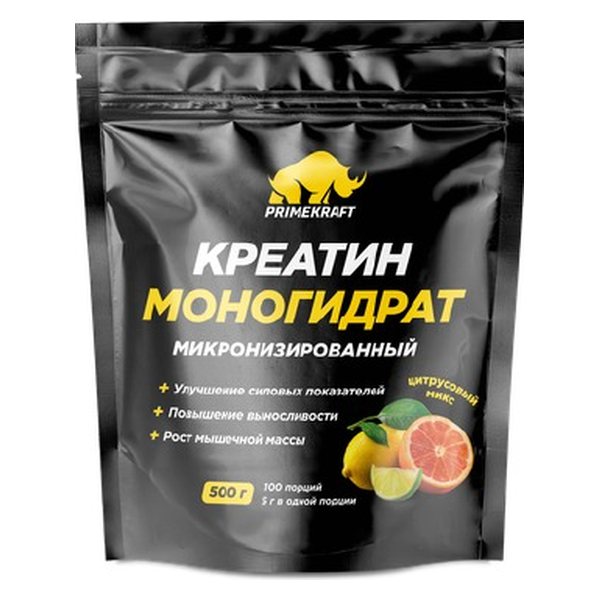 PRIMEKRAFT
КРЕАТИН
МОНОГИДРАТ
МИКРОНИЗИРОВАННЫЙ
+ Улучшение силовых показателей
+ Повышение выносливости
+ Рост мышечной массы
цитрусовый
микс
500 г
100 порций
5 г в одной порции